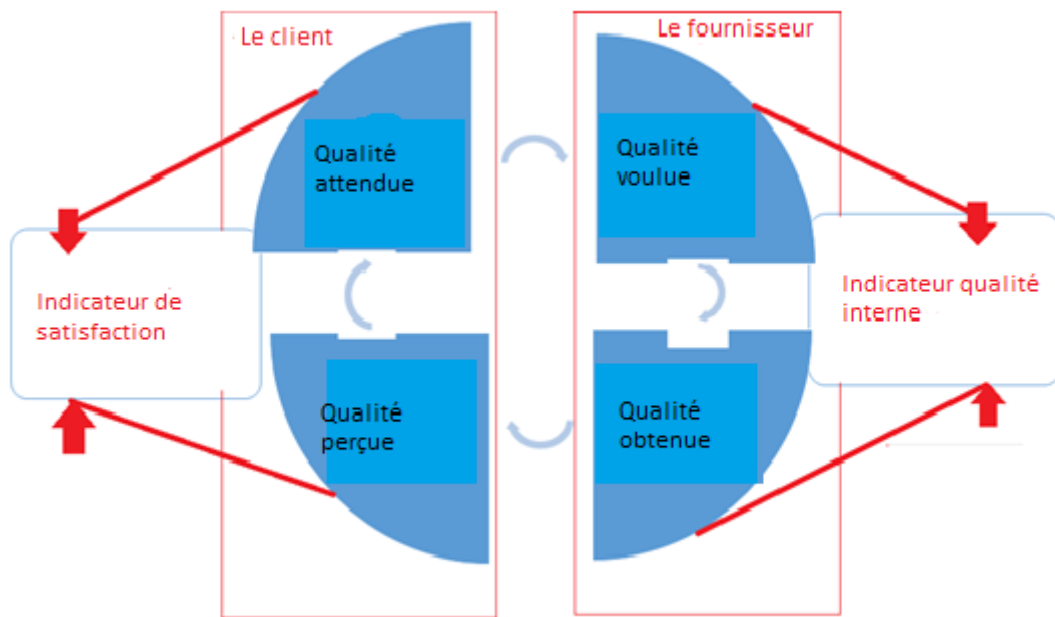 Le client
Le fournisseur
Qualité
attendue
Qualité
voulue
Indicateur de
satisfaction
Indicateur qualité
interne
Qualité
perçue
Qualité
obtenue